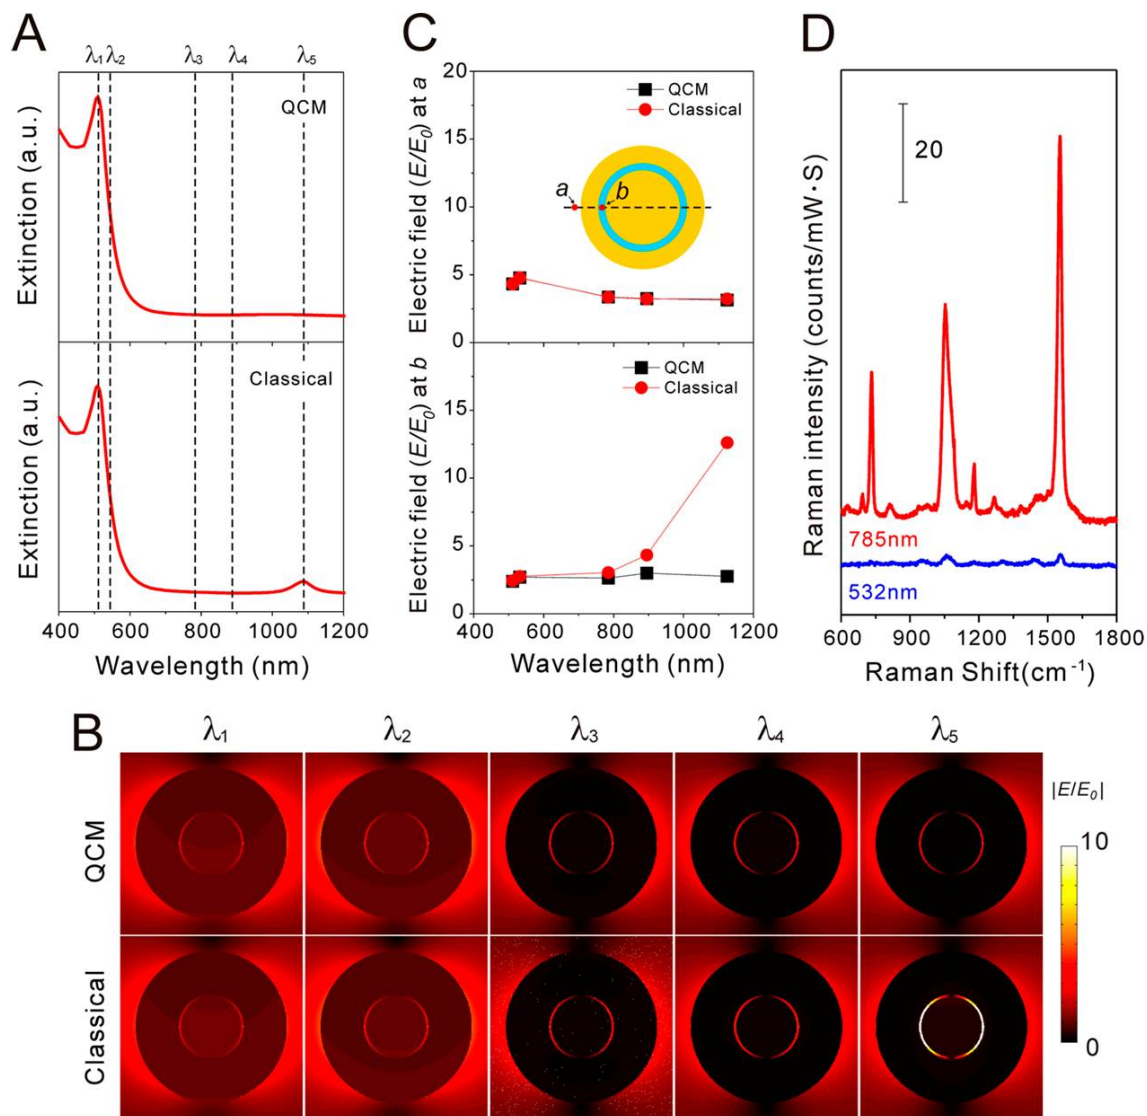 A
λ1 λ2 λ3 λ4 λ5
QCM
Extinction (a.u.)
Classical
Extinction (a.u.)
400 600 800 1000 1200
Wavelength (nm)
C
20
15
10
5
0
Electric field (E/E0) at a
QCM
Classical
a
b
15
10
5
0
Electric field (E/E0) at b
QCM
Classical
400 600 800 1000 1200
Wavelength (nm)
D
20
Raman intensity (counts/mW·S)
785nm
532nm
600 900 1200 1500 1800
Raman Shift(cm-1)
B
λ1 λ2 λ3 λ4 λ5
QCM
Classical
|E/E0|
10
0